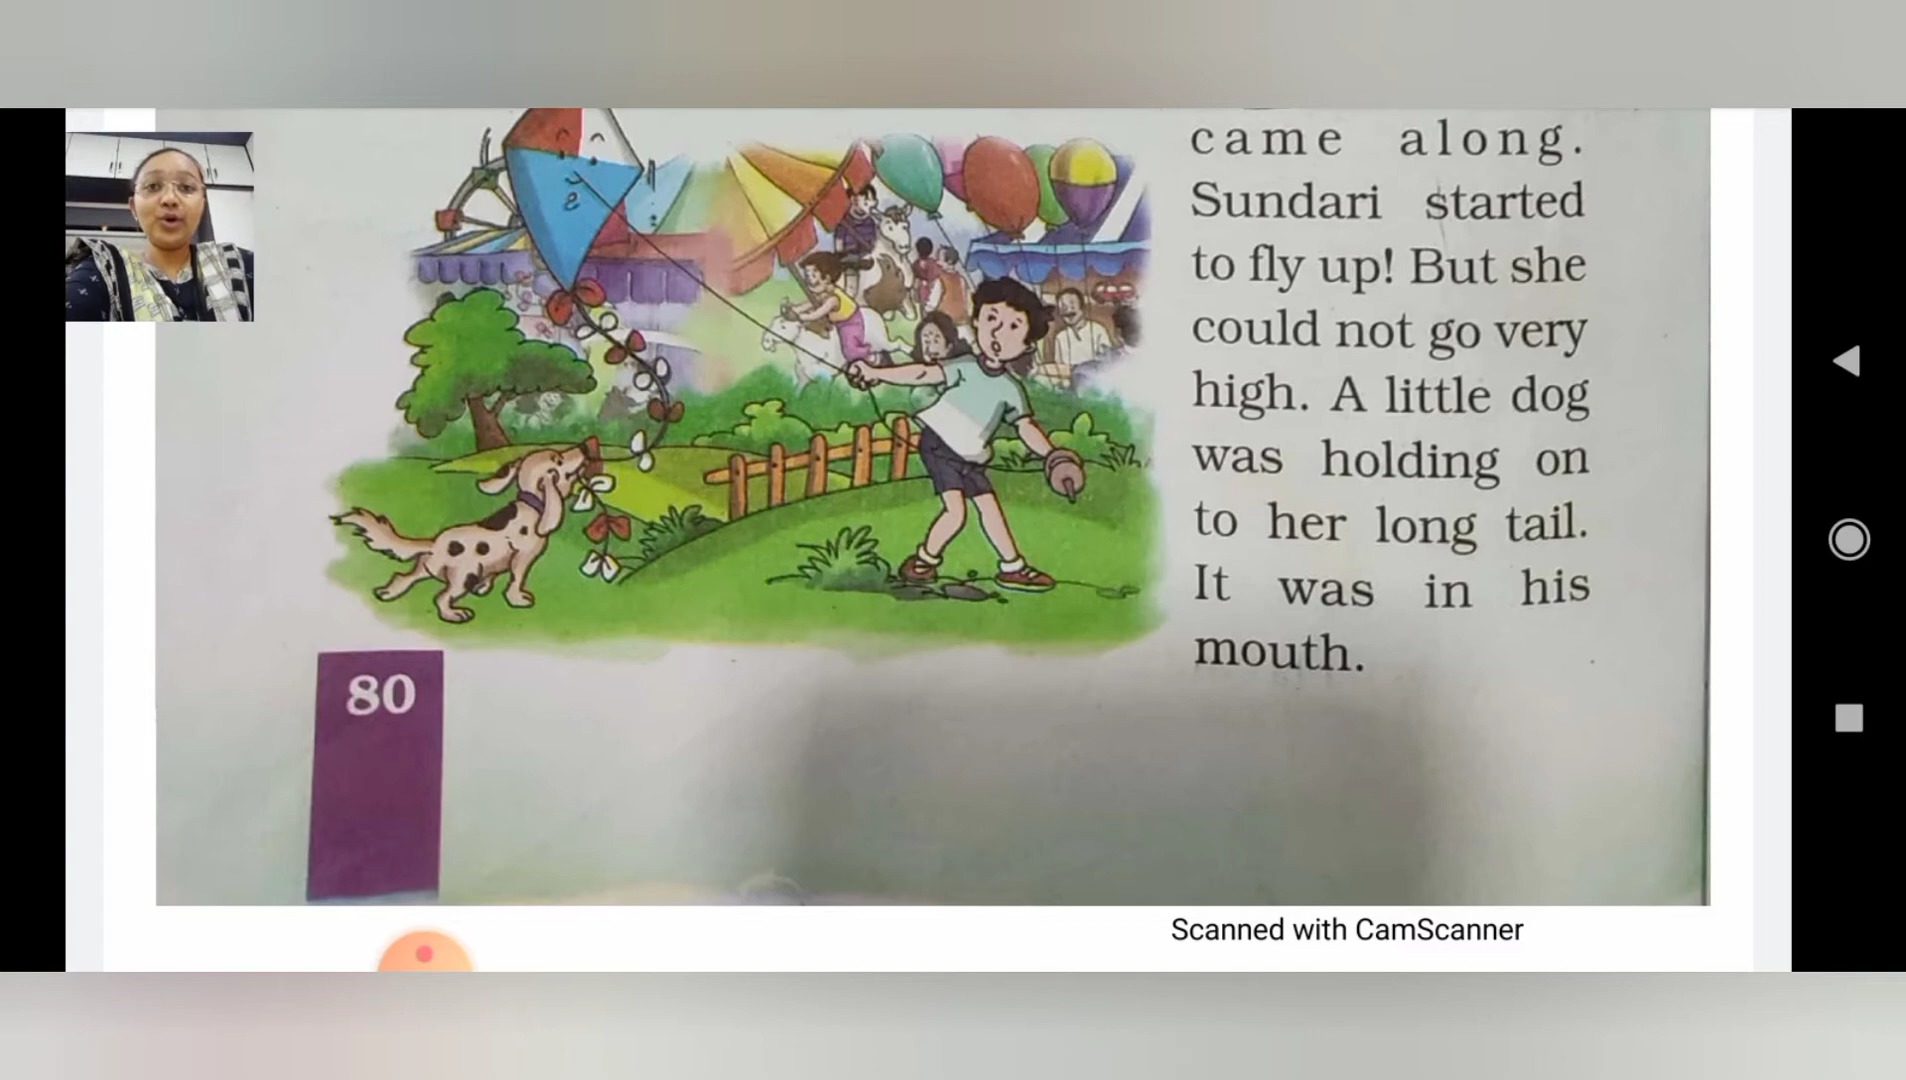 came along.
Sundari started
to fly up! But she
could not go very
high. A little dog
was holding on
to her long tail.
It was in his
mouth.
80
Scanned with CamScanner